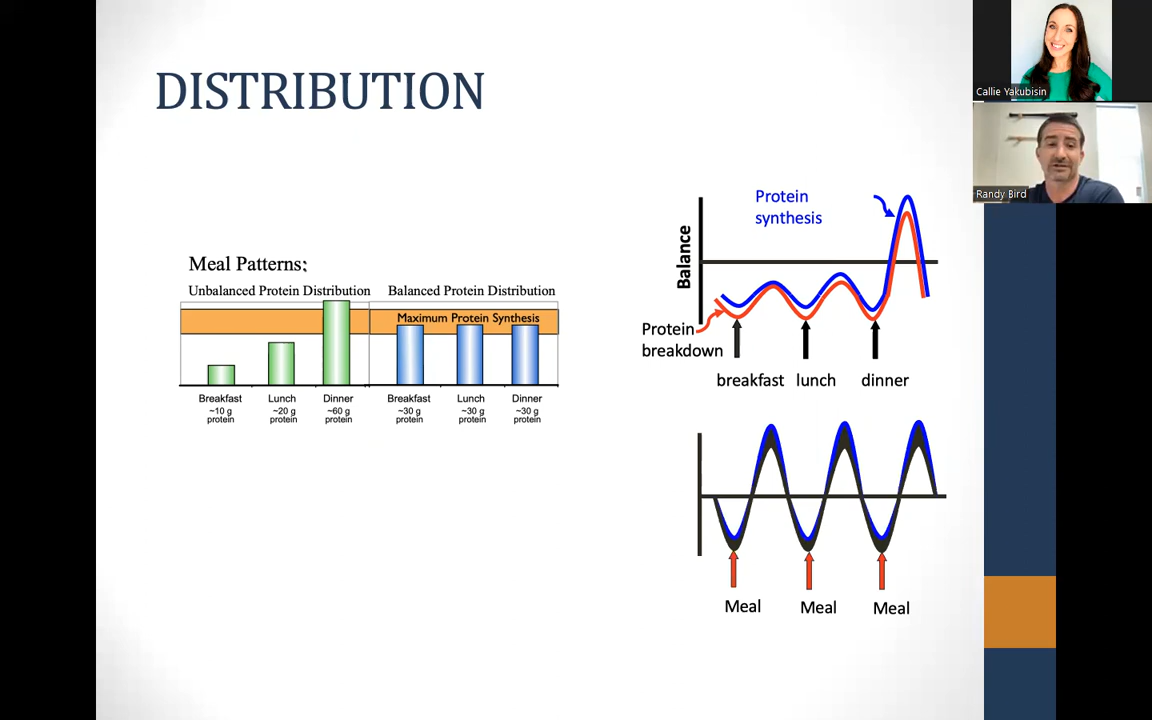 DISTRIBUTION
Callie Yakubisin
Randy Bird
Meal Patterns:
Unbalanced Protein Distribution
Balanced Protein Distribution
Maximum Protein Synthesis
Breakfast
~10 g
protein
Lunch
~20 g
protein
Dinner
~60 g
protein
Breakfast
~30 g
protein
Lunch
~30 g
protein
Dinner
~30 g
protein
Balance
Protein
synthesis
Protein
breakdown
breakfast
lunch
dinner
Meal
Meal
Meal